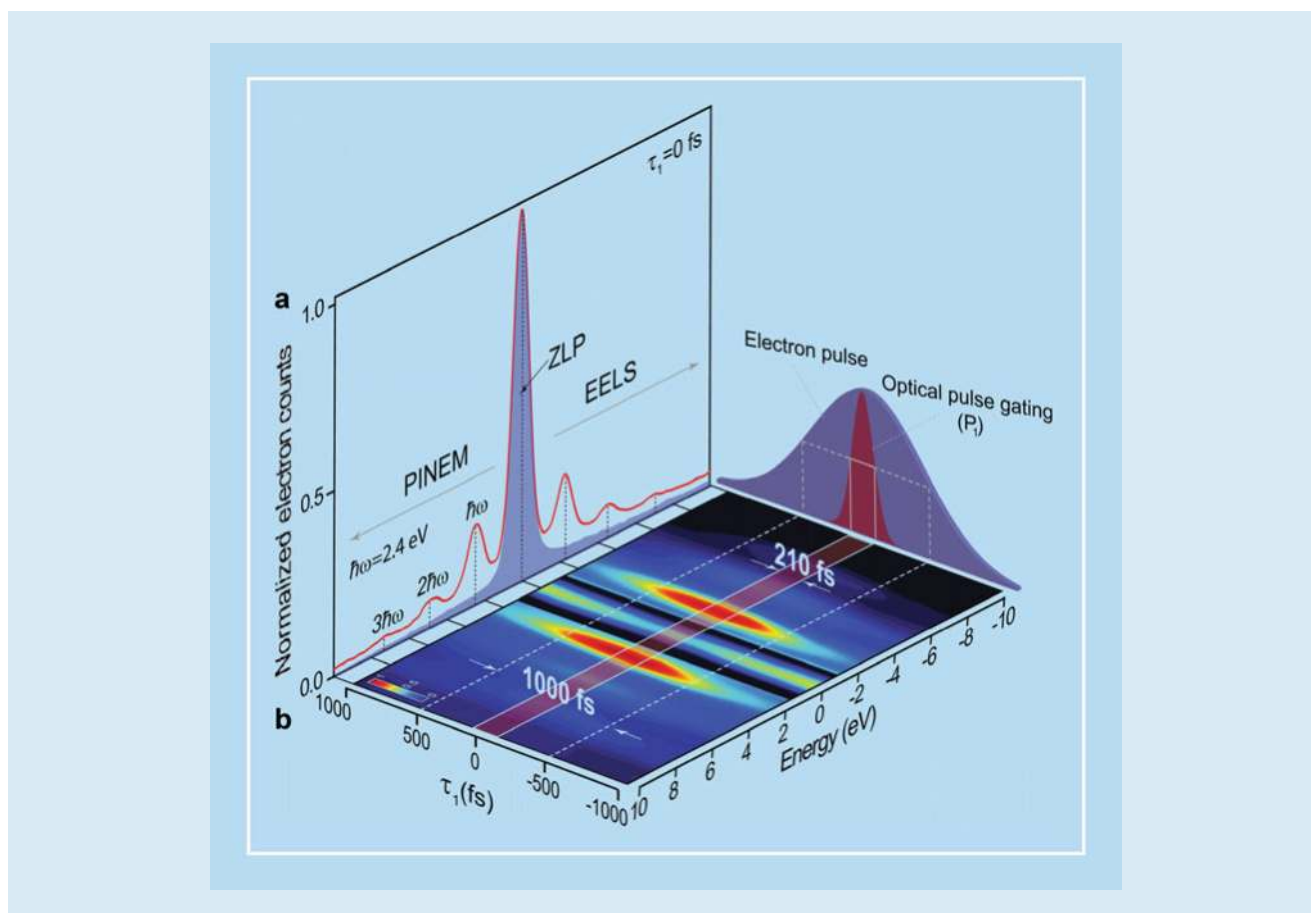 τ₁=0 fs
a
1.0
0.5
0.0
Normalized electron counts
ZLP
EELS
PINEM
ħω=2.4 eV
ħω
2ħω
3ħω
Electron pulse
Optical pulse gating
(P₁)
210 fs
1000 fs
b
1000
500
0
-500
-1000
τ₁(fs)
10
8
6
4
2
0
-2
-4
-6
-8
-10
Energy (eV)